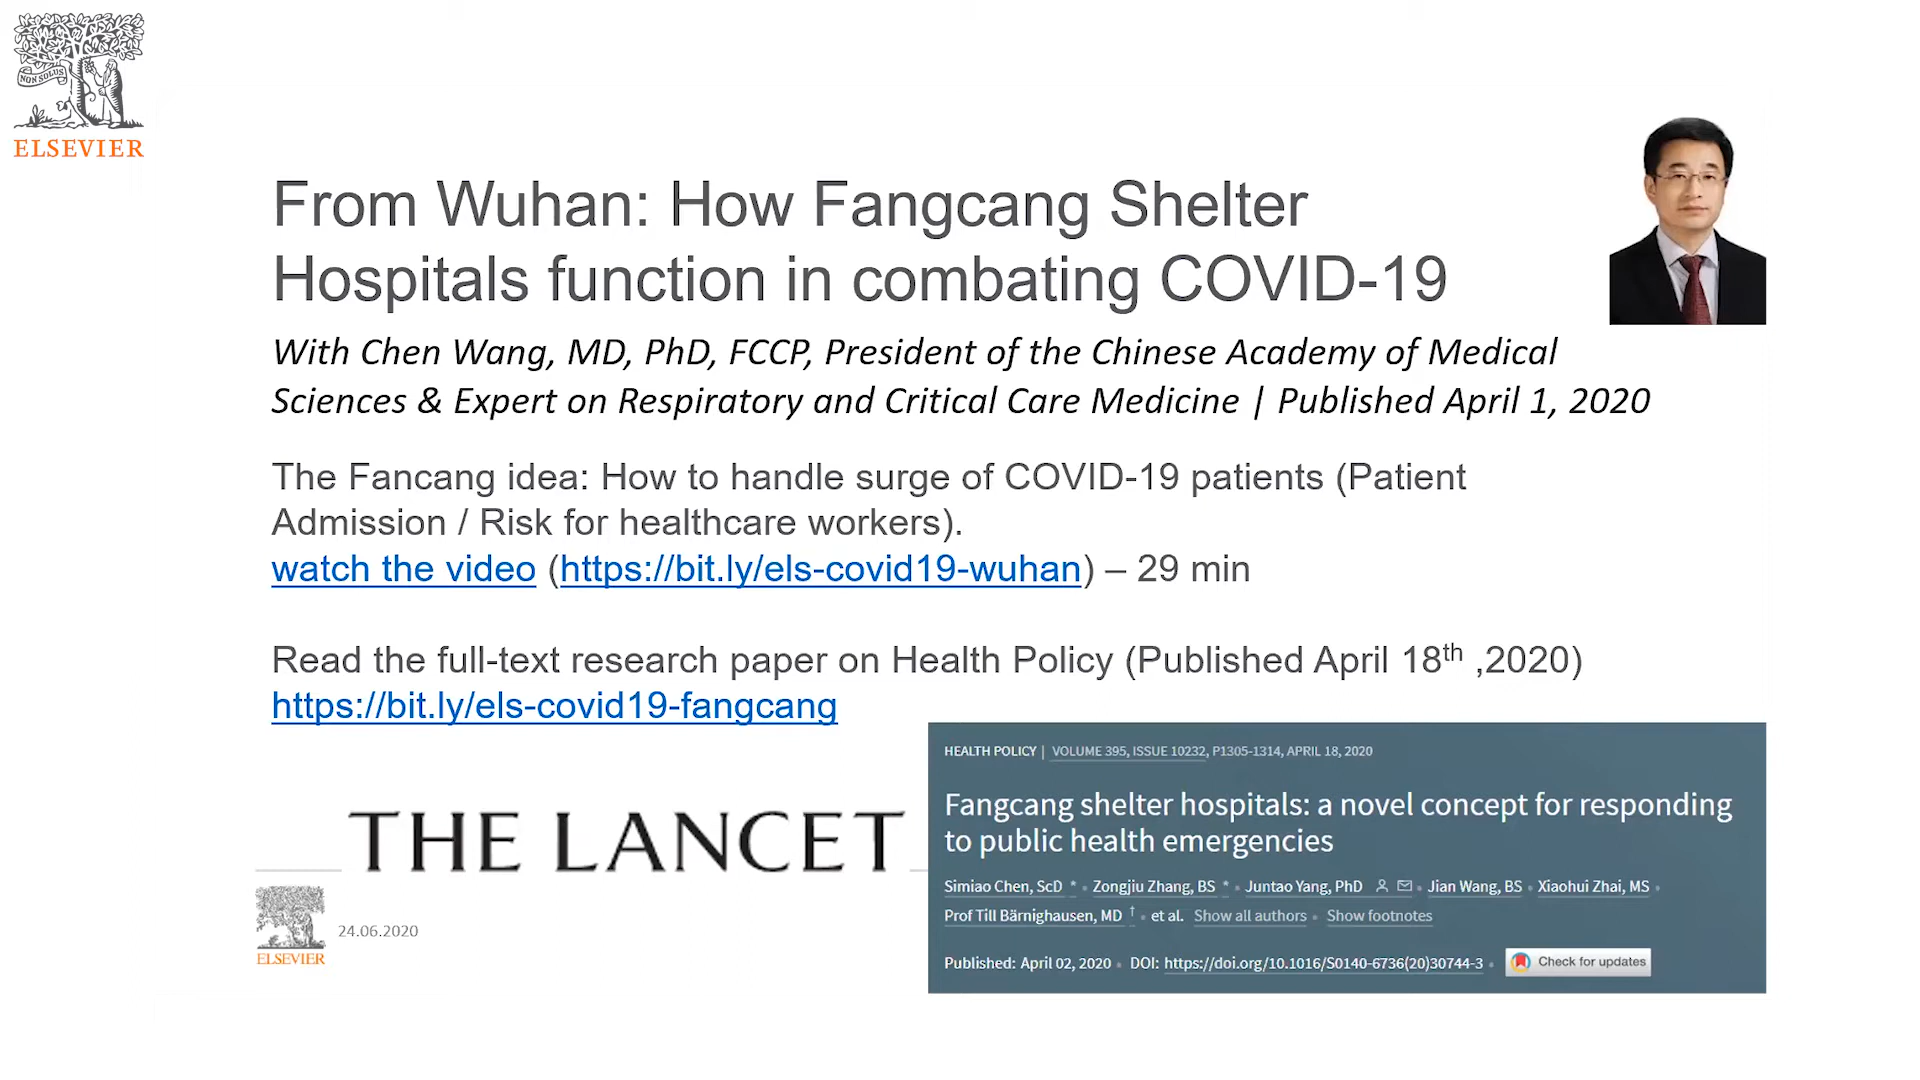 NON SOLUS
ELSEVIER
From Wuhan: How Fangcang Shelter
Hospitals function in combating COVID-19
With Chen Wang, MD, PhD, FCCP, President of the Chinese Academy of Medical
Sciences & Expert on Respiratory and Critical Care Medicine | Published April 1, 2020
The Fancang idea: How to handle surge of COVID-19 patients (Patient
Admission / Risk for healthcare workers).
watch the video (https://bit.ly/els-covid19-wuhan) – 29 min
Read the full-text research paper on Health Policy (Published April 18th ,2020)
https://bit.ly/els-covid19-fangcang
THE LANCET
ELSEVIER
24.06.2020
HEALTH POLICY | VOLUME 395, ISSUE 10232, P1305-1314, APRIL 18, 2020
Fangcang shelter hospitals: a novel concept for responding
to public health emergencies
Simiao Chen, ScD * • Zongjiu Zhang, BS * • Juntao Yang, PhD • Jian Wang, BS • Xiaohui Zhai, MS •
Prof Till Bärnighausen, MD † • et al. Show all authors • Show footnotes
Published: April 02, 2020 • DOI: https://doi.org/10.1016/S0140-6736(20)30744-3 •
Check for updates